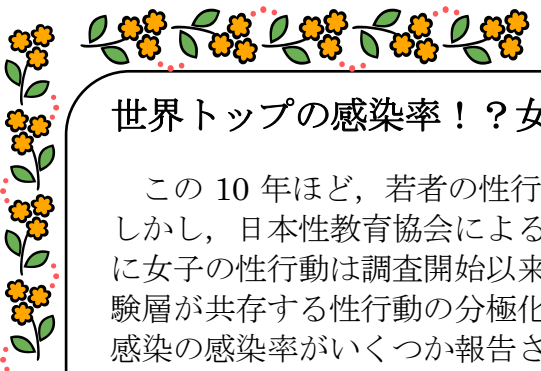 世界トップの感染率！？女
この 10 年ほど，若者の性行
しかし，日本性教育協会による
に女子の性行動は調査開始以来
験層が共存する性行動の分極化
感染の感染率がいくつか報告さ